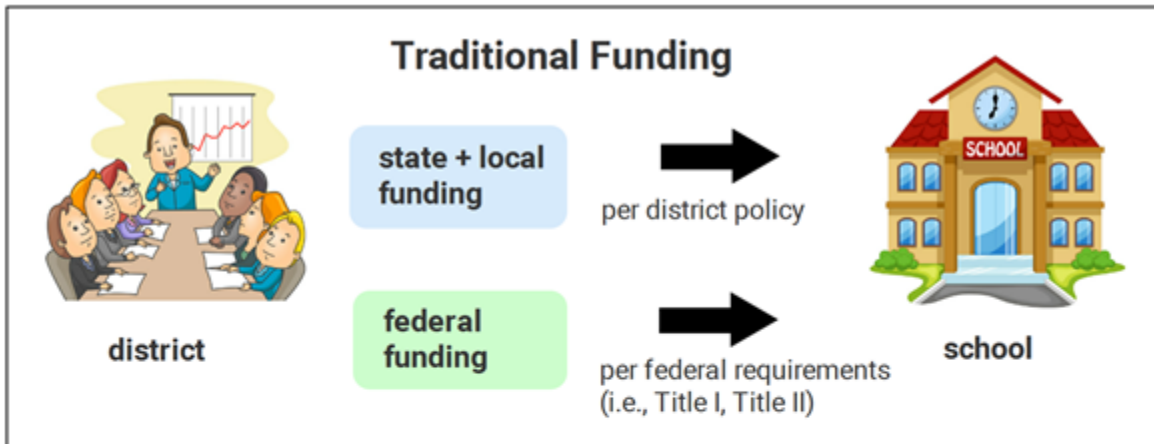 Traditional Funding
state + local
funding
per district policy
SCHOOL
federal
funding
per federal requirements
(i.e., Title I, Title II)
district
school